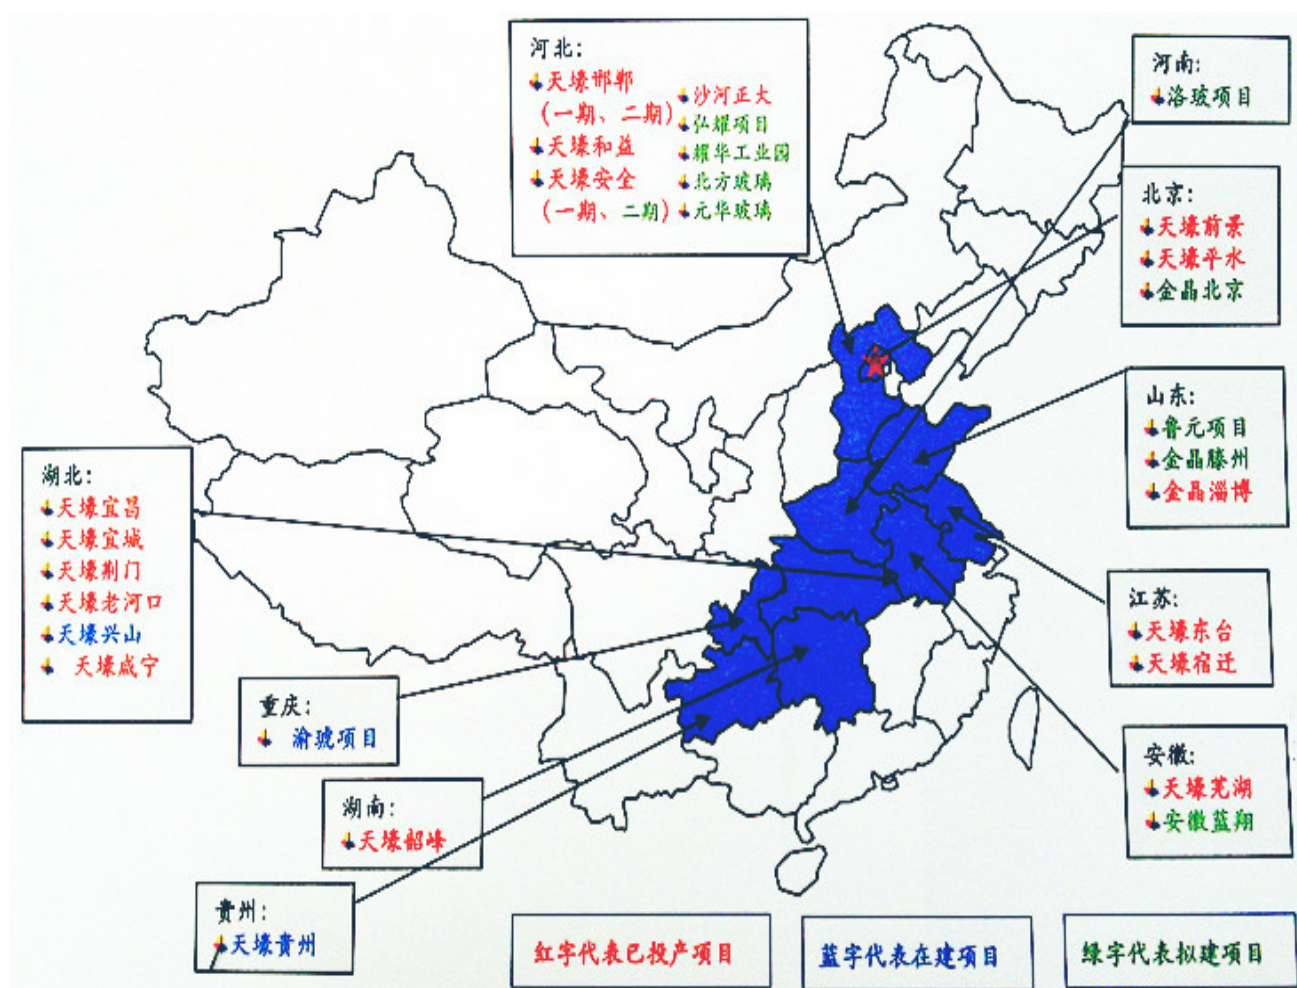 河北:
天壕邯郸
(一期、二期)
天壕和益
天壕安全
(一期、二期)
沙河正大
弘耀项目
耀华工业园
北方玻璃
元华玻璃
河南:
洛玻项目
北京:
天壕前景
天壕平水
金晶北京
山东:
鲁元项目
金晶滕州
金晶淄博
湖北:
天壕宜昌
天壕宜城
天壕荆门
天壕老河口
天壕兴山
天壕咸宁
江苏:
天壕东台
天壕宿迁
重庆:
渝琥项目
安徽:
天壕芜湖
安徽蓝翔
湖南:
天壕韶峰
贵州:
天壕贵州
红字代表已投产项目
蓝字代表在建项目
绿字代表拟建项目